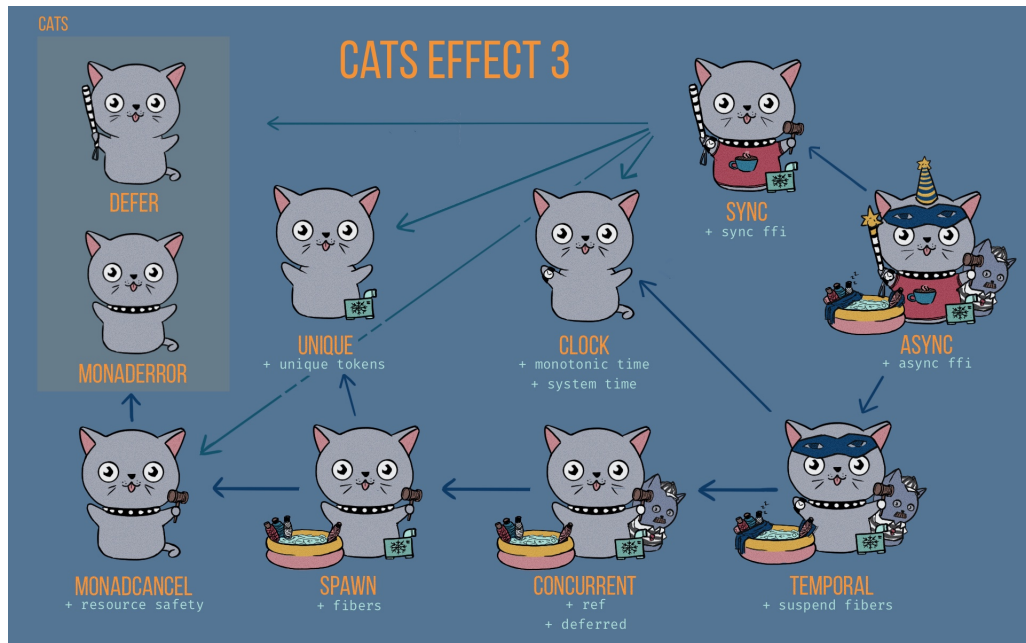 CATS
CATS EFFECT 3
DEFER
SYNC
+ sync ffi
UNIQUE
+ unique tokens
CLOCK
+ monotonic time
+ system time
ASYNC
+ async ffi
MONADERROR
MONADCANCEL
+ resource safety
SPAWN
+ fibers
CONCURRENT
+ ref
+ deferred
TEMPORAL
+ suspend fibers